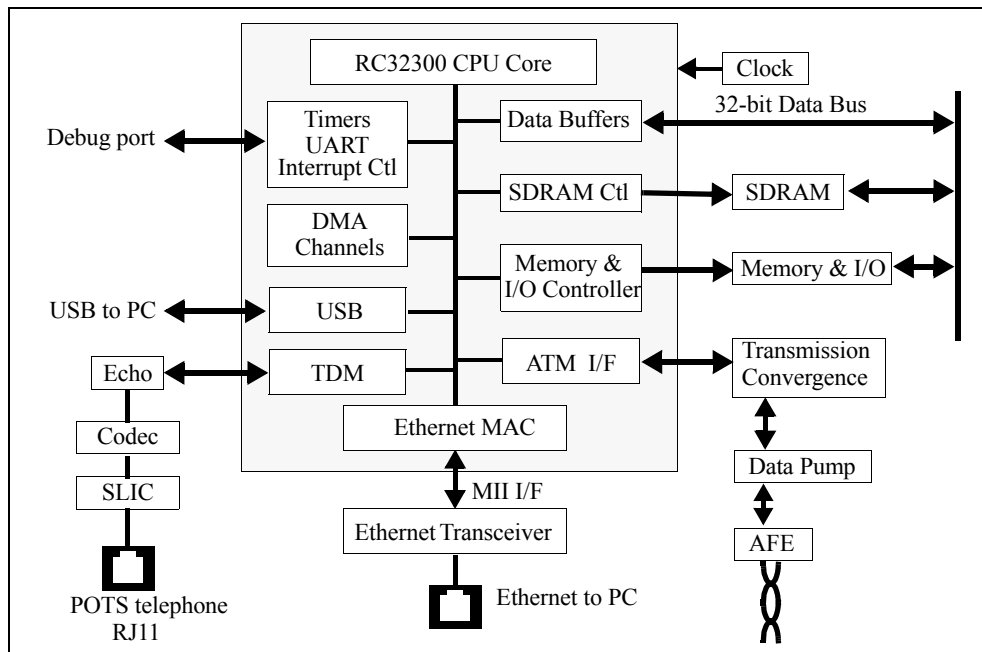 RC32300 CPU Core
Clock
32-bit Data Bus
Debug port
Timers
UART
Interrupt Ctl
Data Buffers
SDRAM Ctl
SDRAM
DMA
Channels
Memory &
I/O Controller
Memory & I/O
USB to PC
USB
Echo
TDM
ATM I/F
Transmission
Convergence
Codec
Ethernet MAC
Data Pump
SLIC
MII I/F
Ethernet Transceiver
AFE
POTS telephone
RJ11
Ethernet to PC